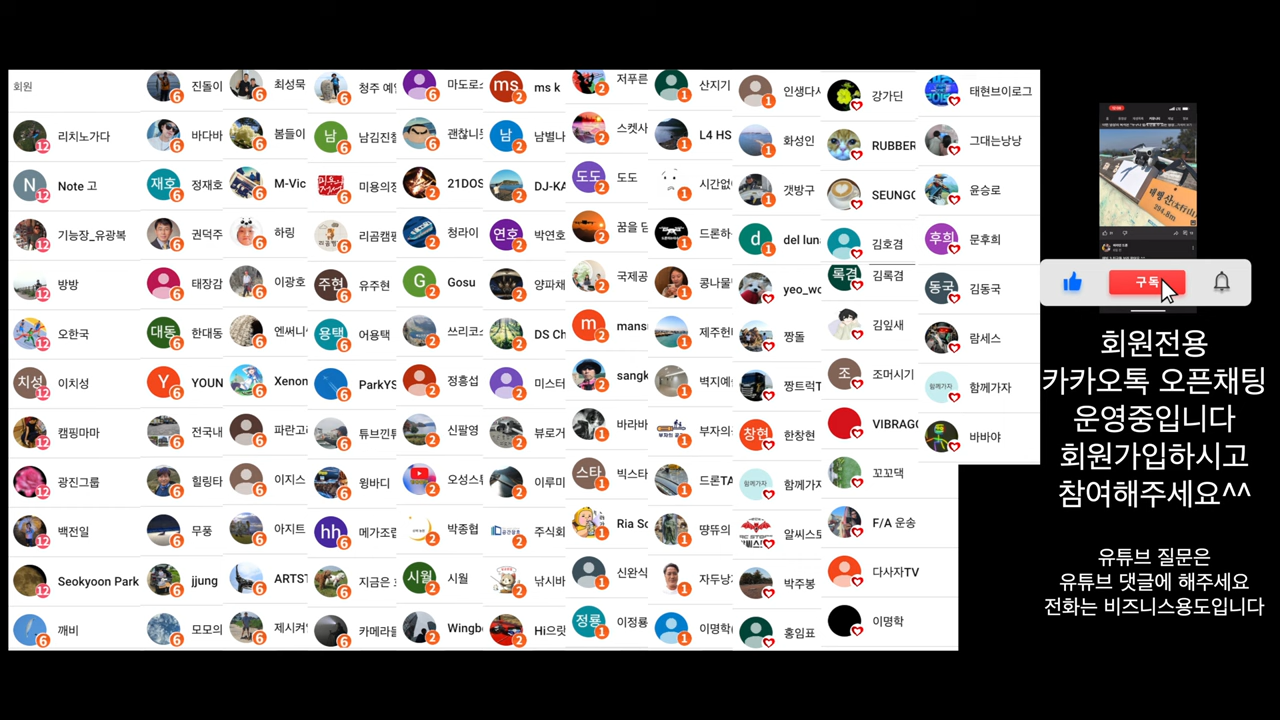 회원
리치노가다
Note 고
기능장_유광복
방방
오한국
이치성
캠핑마마
광진그룹
백전일
Seokyoon Park
깨비
진돌이
바다바
정재호
권덕주
태장감
한대동
YOUN
전국내
힐링타
무풍
jjung
모모의
최성묵
봄들이
M-Vic
하링
이광호
엔써니
Xenon
파란고
이지스
아지트
ARTST
제시켜
청주 예
남김진
미용의
리곰캠
유주현
어용택
ParkYS
튜브낀
윙바디
메가조
지금은
카메라
마도로
괜찮니
21DOS
청라이
Gosu
쓰리코
정흥섭
신팔영
오성스
박종협
시월
Wingb
ms k
남별나
DJ-KA
박연호
양파채
DS Ch
미스터
뷰로거
이루미
주식회
낚시바
Hi으랏
저푸른
스켓사
도도
꿈을
국제공
mans
sangk
바라바
빅스타
Ria So
신완식
이정룡
산지기
L4 HS
시간없
드론하
콩나물
제주한
벽지예
부자의
드론TA
떙뜌의
자두낭
이명학
인생다
화성인
갯방구
del luna
yeo_wo
짱돌
짱트럭T
한창현
함께가자
알씨스토
박주봉
홍임표
강가딘
RUBBER
SEUNGO
김호겸
김록겸
김잎새
조머시기
VIBRAGO
꼬꼬댁
F/A 운송
다사자TV
이명학
태현브이로그
그대는낭낭
윤승로
문후희
김동국
람세스
함께가자
바바야
구독
회원전용
카카오톡 오픈채팅
운영중입니다
회원가입하시고
참여해주세요^^
유튜브 질문은
유튜브 댓글에 해주세요
전화는 비즈니스용도입니다